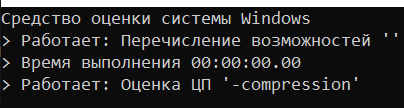 Средство оценки системы Windows
> Работает: Перечисление возможностей ''
> Время выполнения 00:00:00.00
> Работает: Оценка ЦП '-compression'